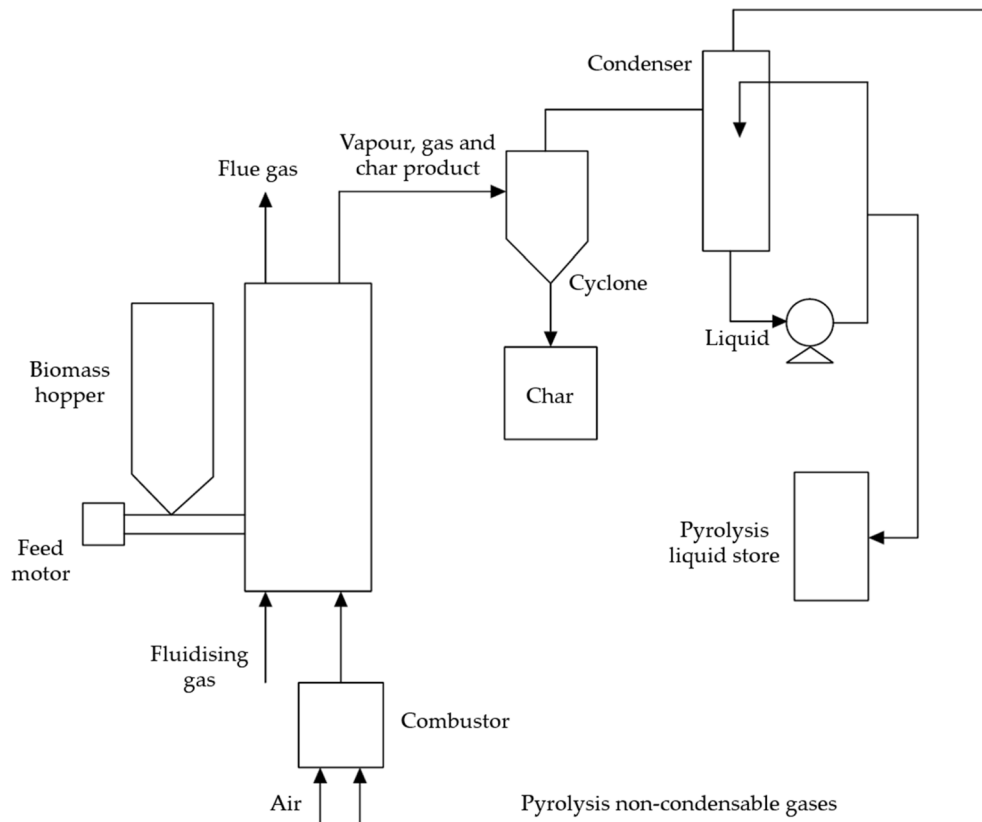 Condenser
Vapour, gas and
char product
Flue gas
Cyclone
Liquid
Biomass
hopper
Char
Pyrolysis
liquid store
Feed
motor
Fluidising
gas
Combustor
Air
Pyrolysis non-condensable gases